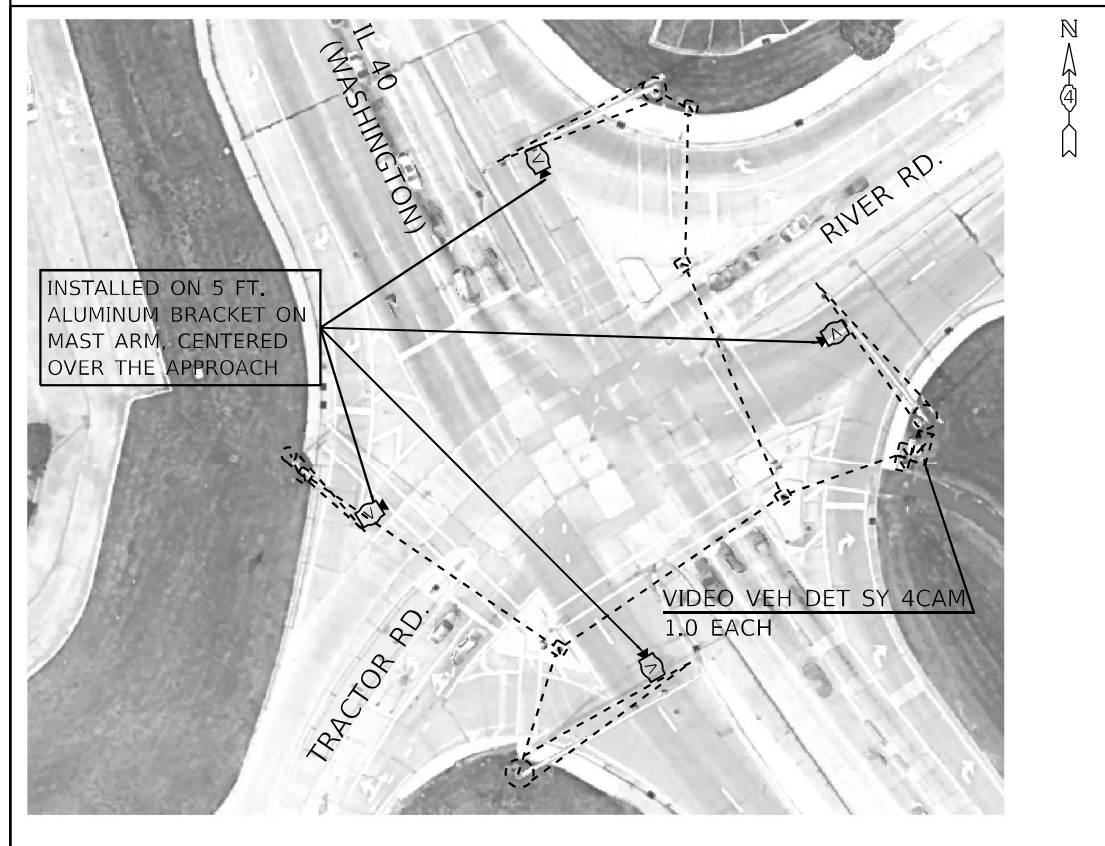 N
4
IL 40
(WASHINGTON)
RIVER RD.
INSTALLED ON 5 FT.
ALUMINUM BRACKET ON
MAST ARM, CENTERED
OVER THE APPROACH
V
V
V
V
VIDEO VEH DET SY 4CAM
1.0 EACH
TRACTOR RD.